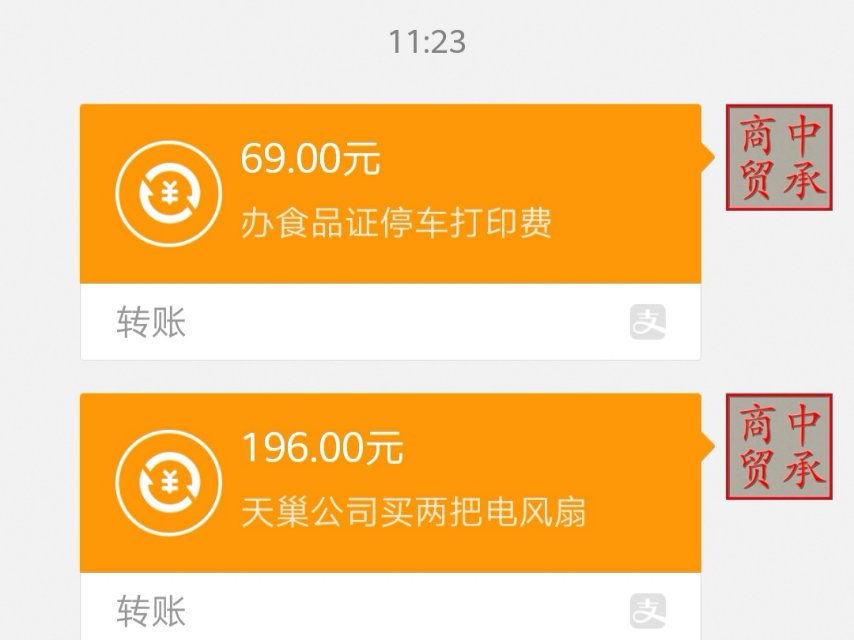 11:23
69.00元
办食品证停车打印费
转账
支
商中
贸承
196.00元
天巢公司买两把电风扇
转账
支
商中
贸承